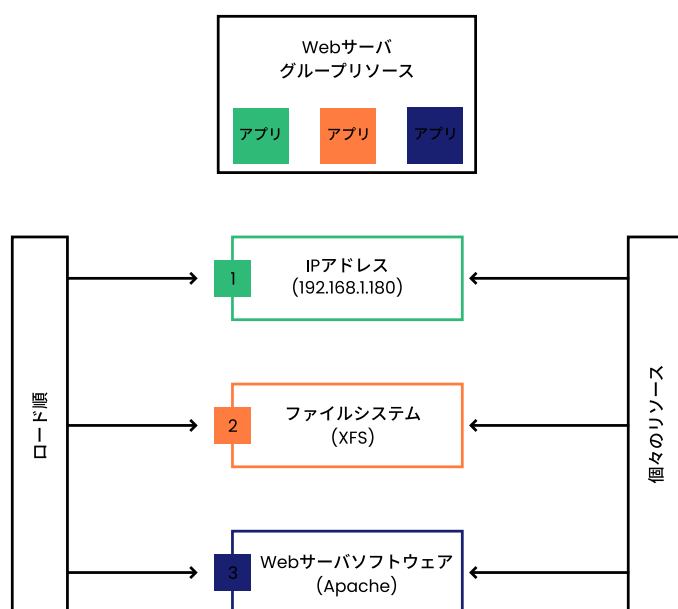 Webサーバ
グループリソース
アプリ
アプリ
アプリ
ロード順
個々のリソース
1
IPアドレス
(192.168.1.180)
2
ファイルシステム
(XFS)
3
Webサーバソフトウェア
(Apache)